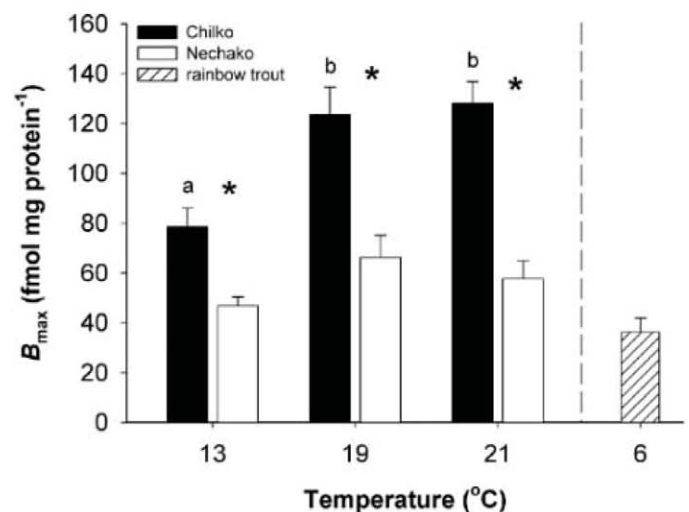 160
140
120
100
80
60
40
20
0
Bmax (fmol mg protein-1)
Chilko
Nechako
rainbow trout
a
*
b
*
b
*
13
19
21
6
Temperature (oC)